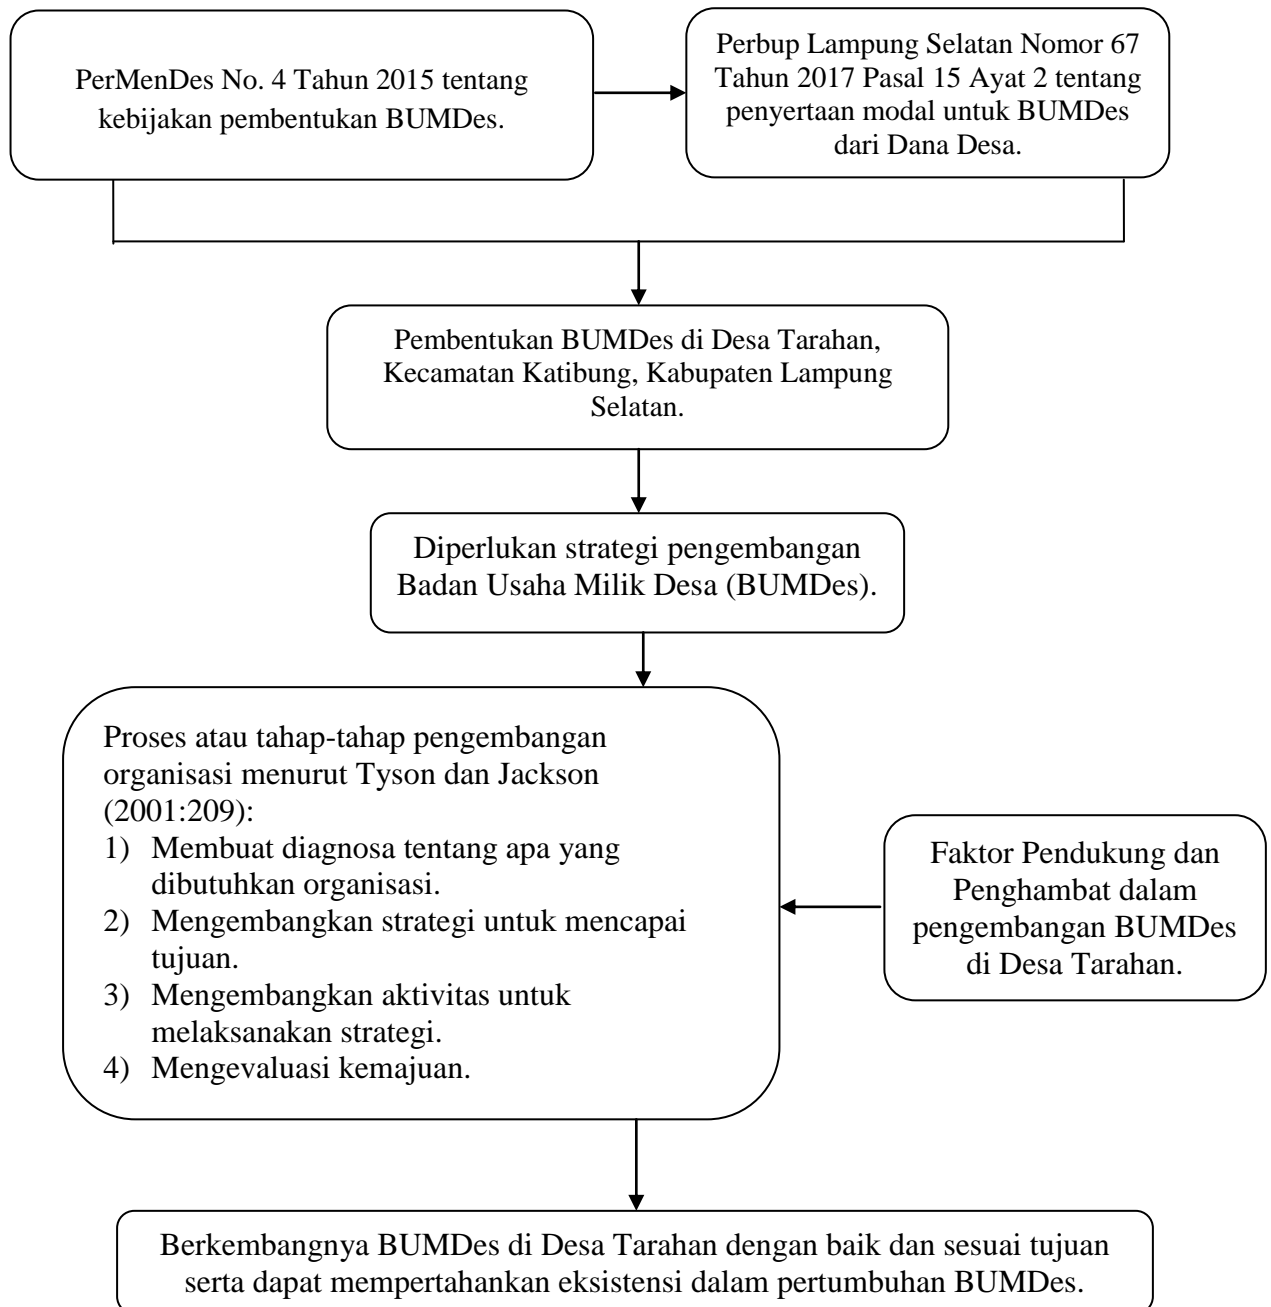 PerMenDes No. 4 Tahun 2015 tentang
kebijakan pembentukan BUMDes.
Perbup Lampung Selatan Nomor 67
Tahun 2017 Pasal 15 Ayat 2 tentang
penyertaan modal untuk BUMDes
dari Dana Desa.
Pembentukan BUMDes di Desa Tarahan,
Kecamatan Katibung, Kabupaten Lampung
Selatan.
Diperlukan strategi pengembangan
Badan Usaha Milik Desa (BUMDes).
Proses atau tahap-tahap pengembangan
organisasi menurut Tyson dan Jackson
(2001:209):
1) Membuat diagnosa tentang apa yang
dibutuhkan organisasi.
2) Mengembangkan strategi untuk mencapai
tujuan.
3) Mengembangkan aktivitas untuk
melaksanakan strategi.
4) Mengevaluasi kemajuan.
Faktor Pendukung dan
Penghambat dalam
pengembangan BUMDes
di Desa Tarahan.
Berkembangnya BUMDes di Desa Tarahan dengan baik dan sesuai tujuan
serta dapat mempertahankan eksistensi dalam pertumbuhan BUMDes.